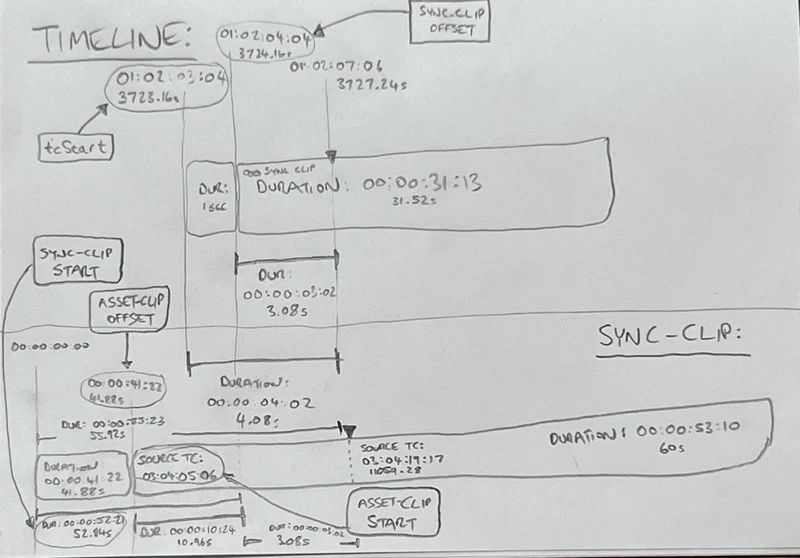 TIMELINE:
01:02:04:04
3724.16s
SYNC-CLIP
OFFSET
01:02:03:04
3723.16s
01:02:07:06
3727.24s
tcStart
DUR:
1sec
SYNC CLIP
DURATION: 00:00:31:13
31.52s
SYNC-CLIP
START
DUR:
00:00:03:02
3.08s
ASSET-CLIP
OFFSET
SYNC-CLIP:
00:00:00:00
00:00:41:22
41.88s
DURATION:
00:00:04:02
4.08s
DUR: 00:00:55:23
55.92s
DURATION: 00:00:53:10
60s
SOURCE TC:
03:04:19:17
11059.28
DURATION
00:00:41:22
41.88s
SOURCE TC:
03:04:05:06
ASSET-CLIP
START
DUR: 00:00:52:21
52.84s
DUR: 00:00:10:24
10.96s
DUR: 00:00:03:02
3.08s